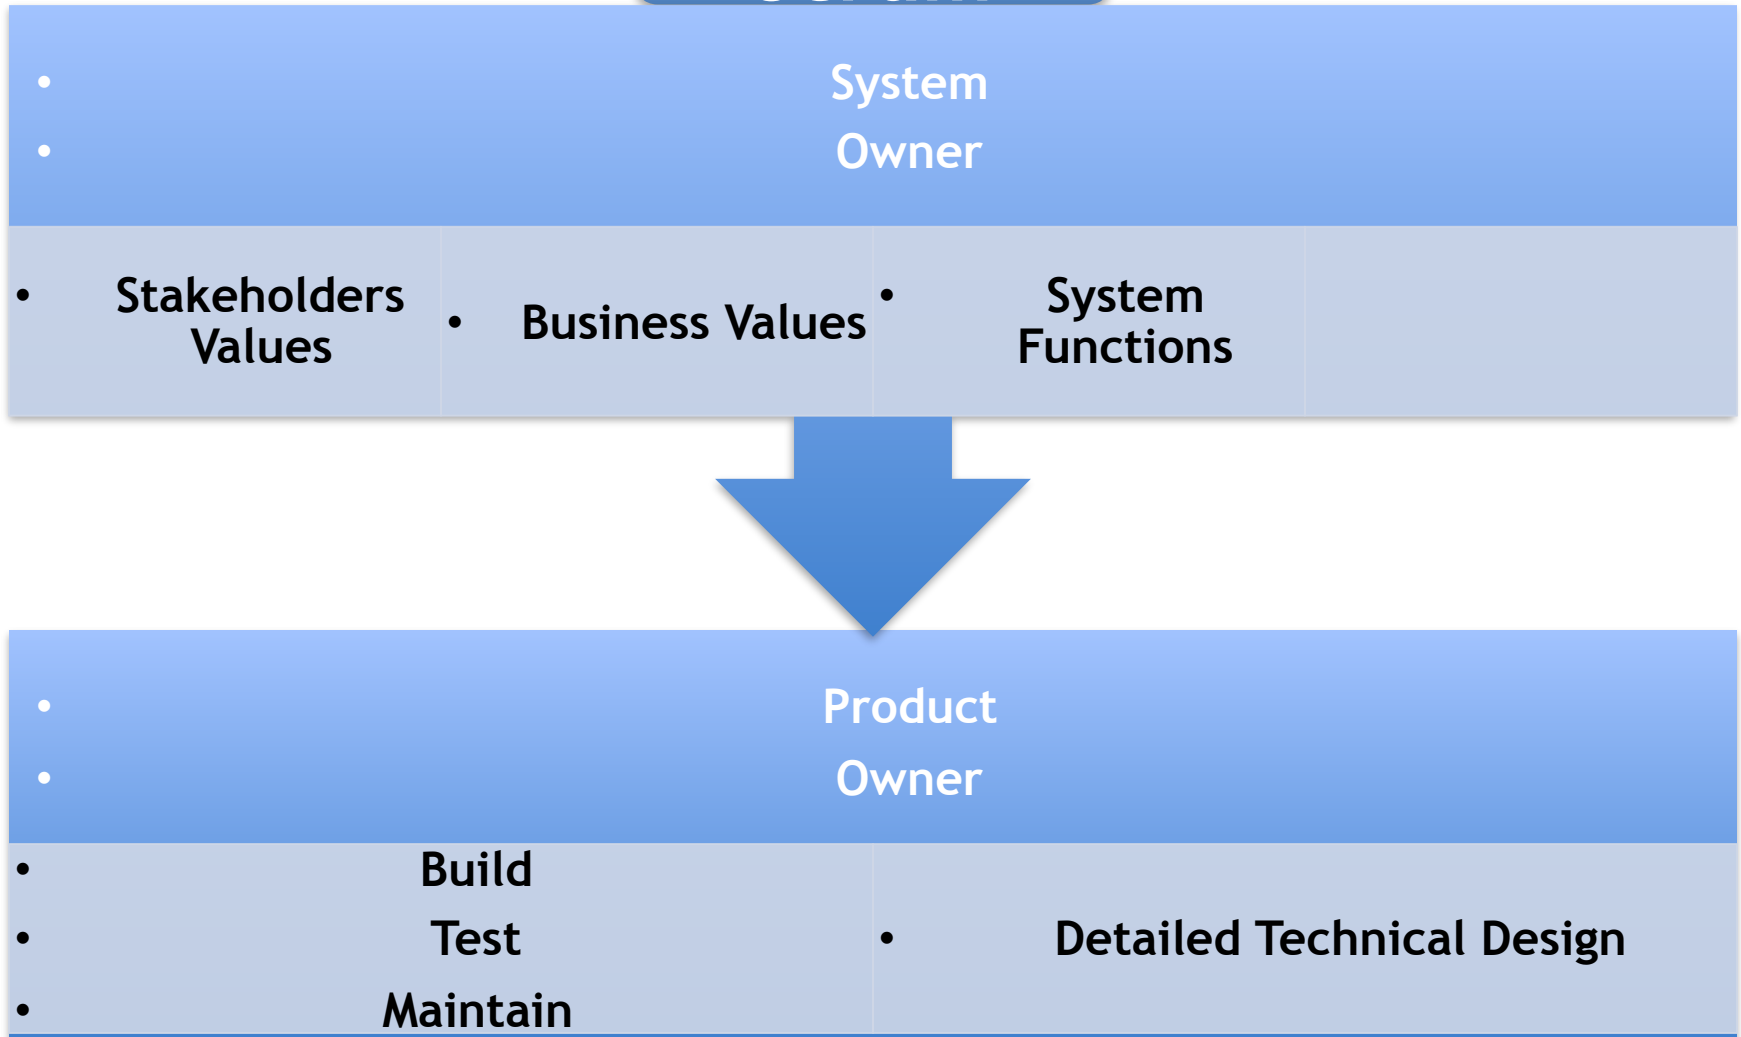 • System
• Owner
• Stakeholders
Values
• Business Values
• System
Functions
• Product
• Owner
• Build
• Test
• Maintain
• Detailed Technical Design